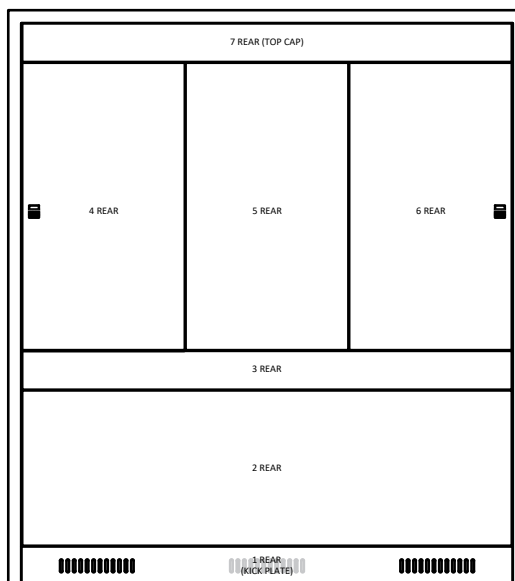 7 REAR (TOP CAP)
4 REAR
5 REAR
6 REAR
3 REAR
2 REAR
1 REAR
(KICK PLATE)